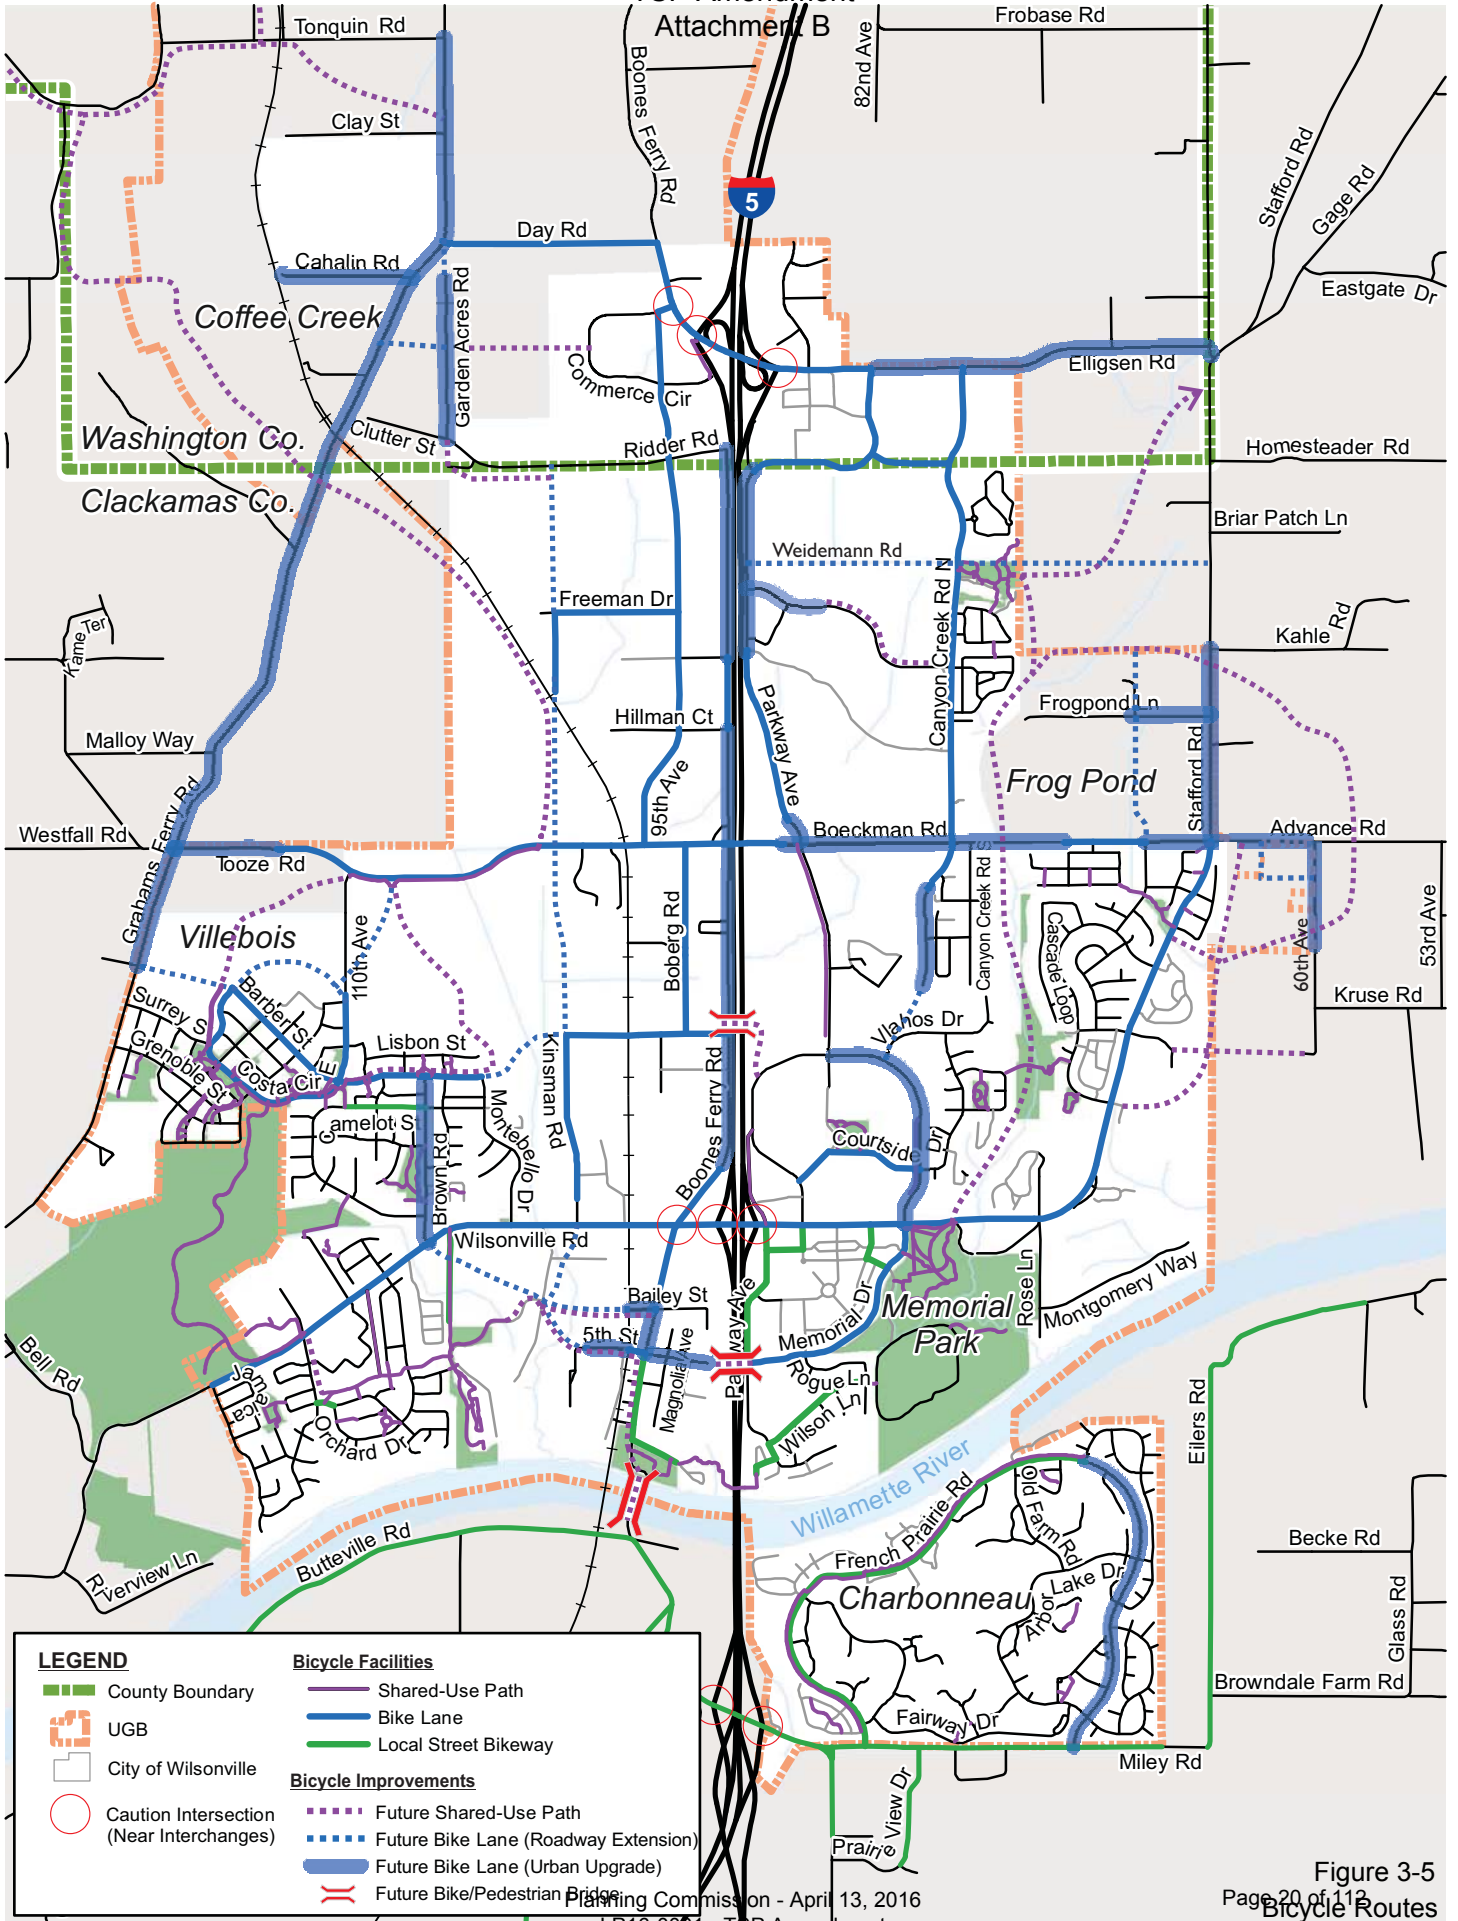 Attachment B
Tonquin Rd
Frobase Rd
Boones Ferry Rd
82nd Ave
Clay St
Stafford Rd
Gage Rd
5
Day Rd
Cahalin Rd
Eastgate Dr
Coffee Creek
Garden Acres Rd
Commerce Cir
Elligsen Rd
Washington Co.
Clutter St
Ridder Rd
Homesteader Rd
Clackamas Co.
Briar Patch Ln
Weidemann Rd
Freeman Dr
Canyon Creek Rd N
Kame Ter
Kahle Rd
Frogpond Ln
Hillman Ct
Parkway Ave
Malloy Way
Frog Pond
Stafford Rd
95th Ave
Grahams Ferry Rd
Westfall Rd
Tooze Rd
Boeckman Rd
Advance Rd
Canyon Creek Rd S
Villebois
110th Ave
Boberg Rd
Cascade Loop
60th Ave
53rd Ave
Kruse Rd
Surrey S
Barber St
Grenoble St
Costa Cir E
Lisbon St
Kinsman Rd
Vlahos Dr
Camelot St
Montebello Dr
Boones Ferry Rd
Courtside Dr
Brown Rd
Wilsonville Rd
Rose Ln
Montgomery Way
Bailey St
Parkway Ave
Memorial Dr
Memorial
Park
5th St
Magnolia Ave
Bell Rd
Jamaica
Rogue Ln
Wilson Ln
Orchard Dr
Eilers Rd
Willamette River
French Prairie Rd
Old Farm Rd
Butteville Rd
Riverview Ln
Becke Rd
Charbonneau
Lake Dr
Arbor
Glass Rd
Browndale Farm Rd
Fairway Dr
Miley Rd
Prairie View Dr
LEGEND
County Boundary
UGB
City of Wilsonville
Caution Intersection
(Near Interchanges)
Bicycle Facilities
Shared-Use Path
Bike Lane
Local Street Bikeway
Bicycle Improvements
Future Shared-Use Path
Future Bike Lane (Roadway Extension)
Future Bike Lane (Urban Upgrade)
Future Bike/Pedestrian Bridge
Planning Commission - April 13, 2016
Figure 3-5
Page 20 of 112
Bicycle Routes